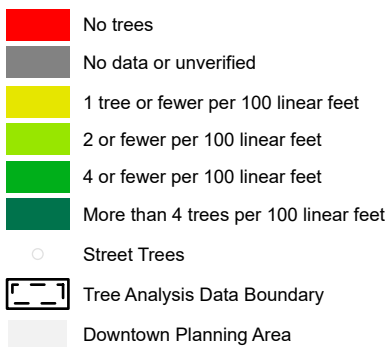 No trees
No data or unverified
1 tree or fewer per 100 linear feet
2 or fewer per 100 linear feet
4 or fewer per 100 linear feet
More than 4 trees per 100 linear feet
Street Trees
Tree Analysis Data Boundary
Downtown Planning Area